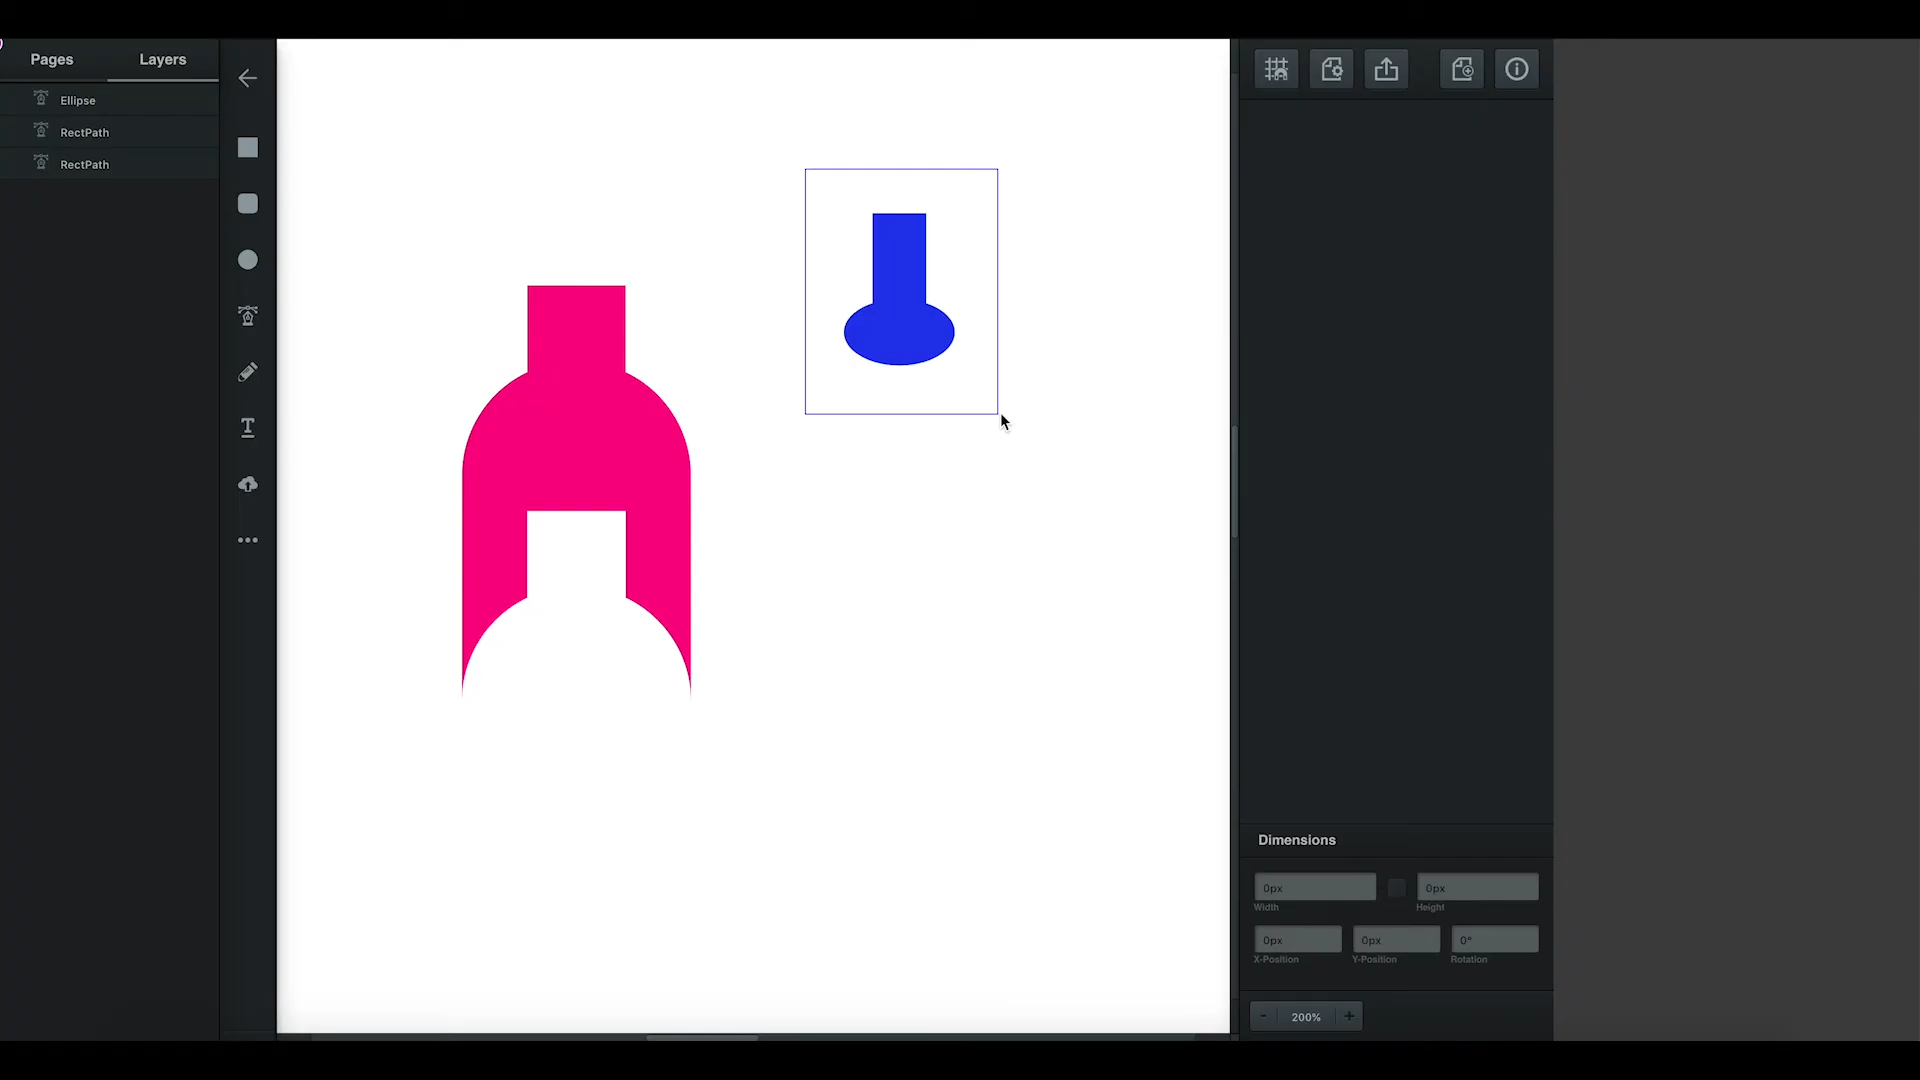 Pages Layers
Ellipse
RectPath
RectPath
T
Dimensions
0px 0px
Width Height
0px 0px 0°
X-Position Y-Position Rotation
- 200% +